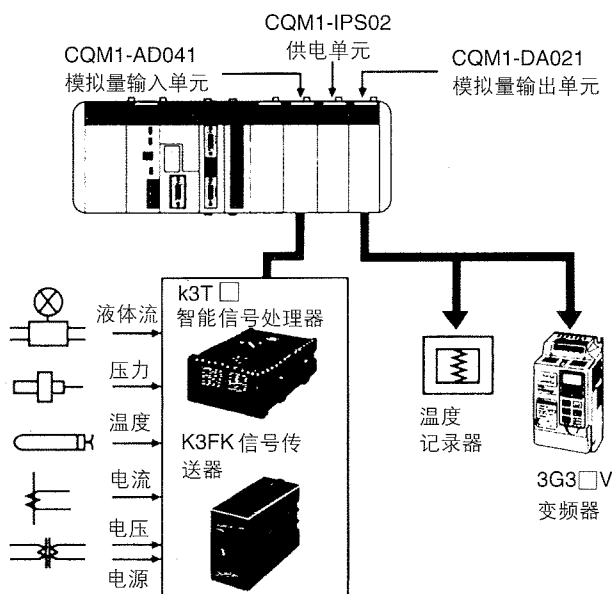 CQM1-IPS02
供电单元
CQM1-AD041
模拟量输入单元
CQM1-DA021
模拟量输出单元
k3T□
智能信号处理器
液体流
压力
温度
K3FK信号传
送器
电流
电压
电源
温度
记录器
3G3□V
变频器